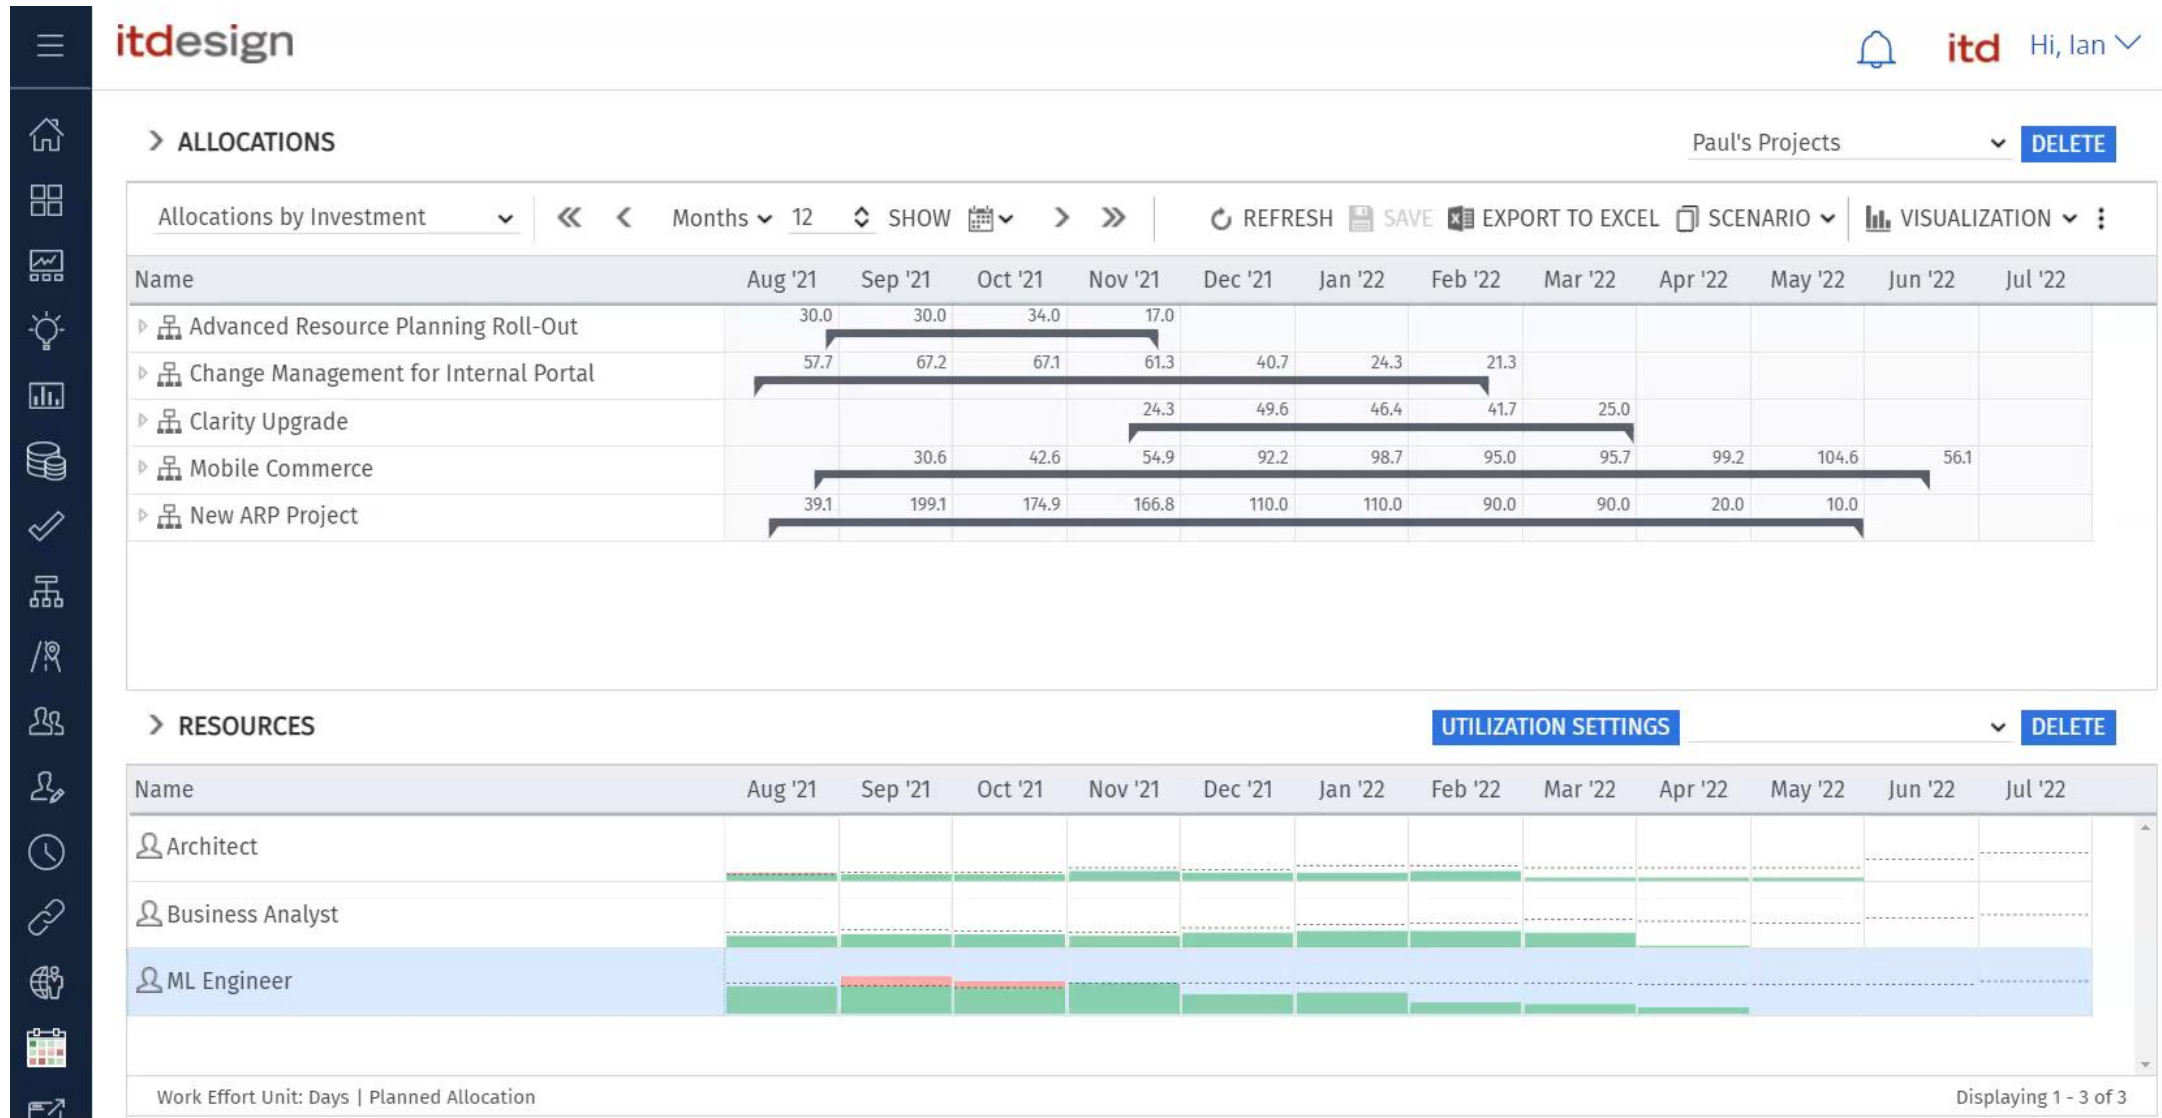 itdesign
itd Hi, Ian
ALLOCATIONS Paul's Projects DELETE
Allocations by Investment Months 12 SHOW REFRESH SAVE EXPORT TO EXCEL SCENARIO VISUALIZATION
Name Aug '21 Sep '21 Oct '21 Nov '21 Dec '21 Jan '22 Feb '22 Mar '22 Apr '22 May '22 Jun '22 Jul '22
Advanced Resource Planning Roll-Out 30.0 30.0 34.0 17.0
Change Management for Internal Portal 57.7 67.2 67.1 61.3 40.7 24.3 21.3
Clarity Upgrade 24.3 49.6 46.4 41.7 25.0
Mobile Commerce 30.6 42.6 54.9 92.2 98.7 95.0 95.7 99.2 104.6 56.1
New ARP Project 39.1 199.1 174.9 166.8 110.0 110.0 90.0 90.0 20.0 10.0
RESOURCES UTILIZATION SETTINGS DELETE
Name Aug '21 Sep '21 Oct '21 Nov '21 Dec '21 Jan '22 Feb '22 Mar '22 Apr '22 May '22 Jun '22 Jul '22
Architect
Business Analyst
ML Engineer
Work Effort Unit: Days | Planned Allocation Displaying 1 - 3 of 3